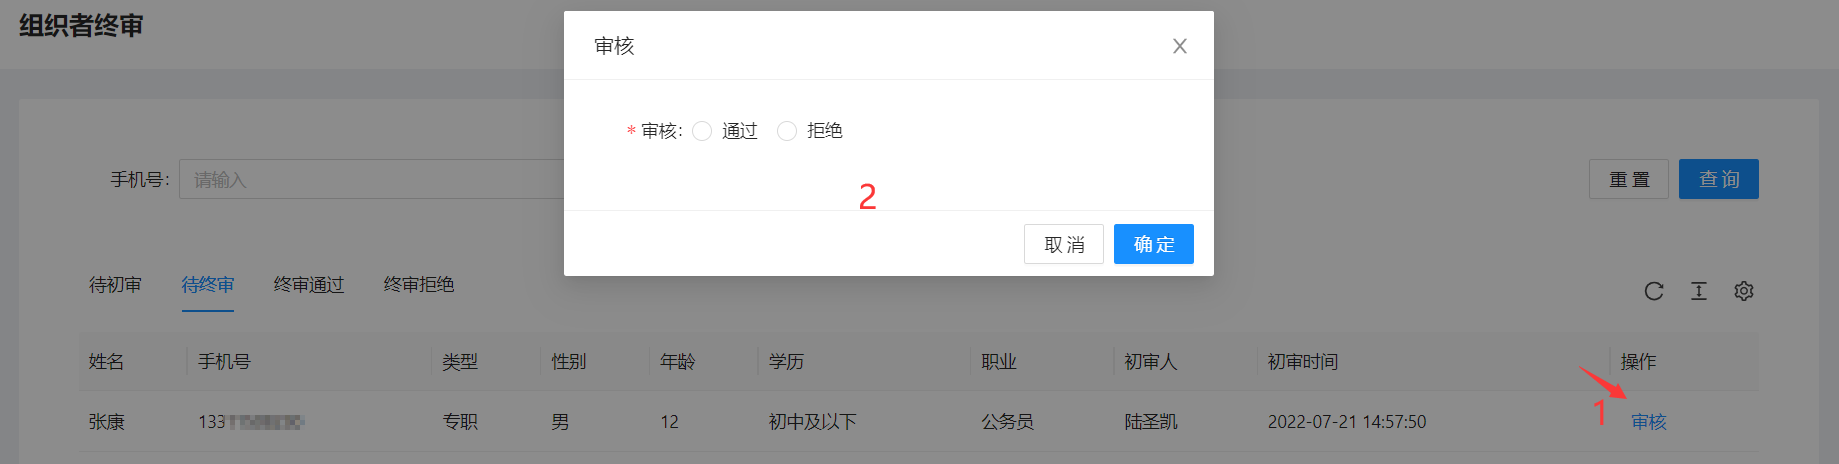 组织者终审
审核
* 审核: 通过 拒绝
手机号: 请输入
重置 查询
2
取消 确定
待初审 待终审 终审通过 终审拒绝
姓名 手机号 类型 性别 年龄 学历 职业 初审人 初审时间 操作
张康 133 专职 男 12 初中及以下 公务员 陆圣凯 2022-07-21 14:57:50 审核
1